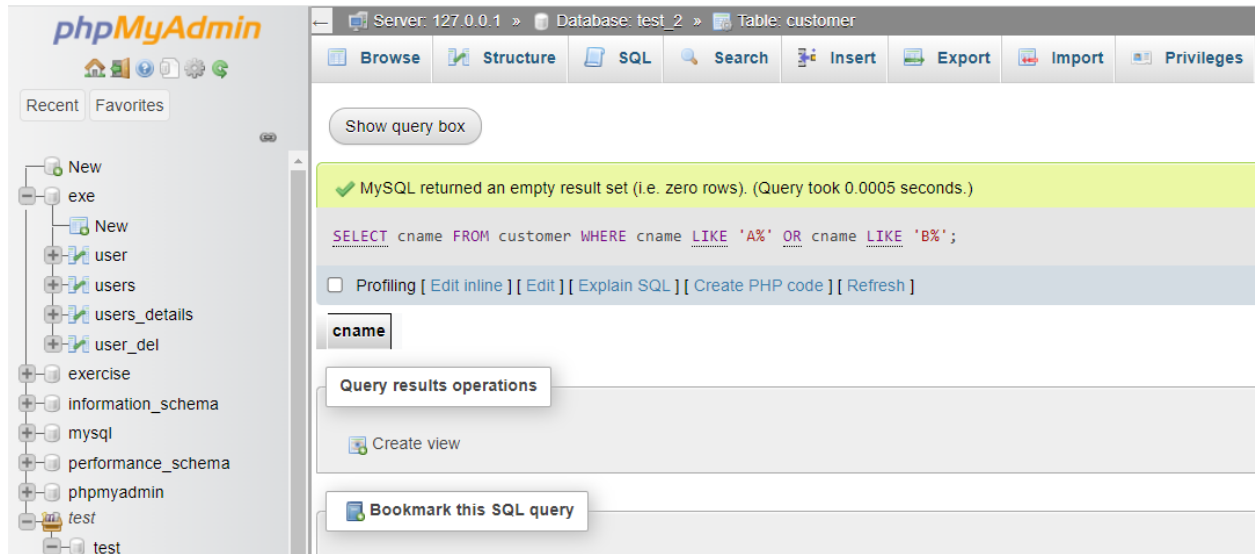 phpMyAdmin
Recent Favorites
New
exe
New
user
users
users_details
user_del
exercise
information_schema
mysql
performance_schema
phpmyadmin
test
test
← Server: 127.0.0.1 » Database: test_2 » Table: customer
Browse Structure SQL Search Insert Export Import Privileges
Show query box
MySQL returned an empty result set (i.e. zero rows). (Query took 0.0005 seconds.)
SELECT cname FROM customer WHERE cname LIKE 'A%' OR cname LIKE 'B%';
Profiling [ Edit inline ] [ Edit ] [ Explain SQL ] [ Create PHP code ] [ Refresh ]
cname
Query results operations
Create view
Bookmark this SQL query